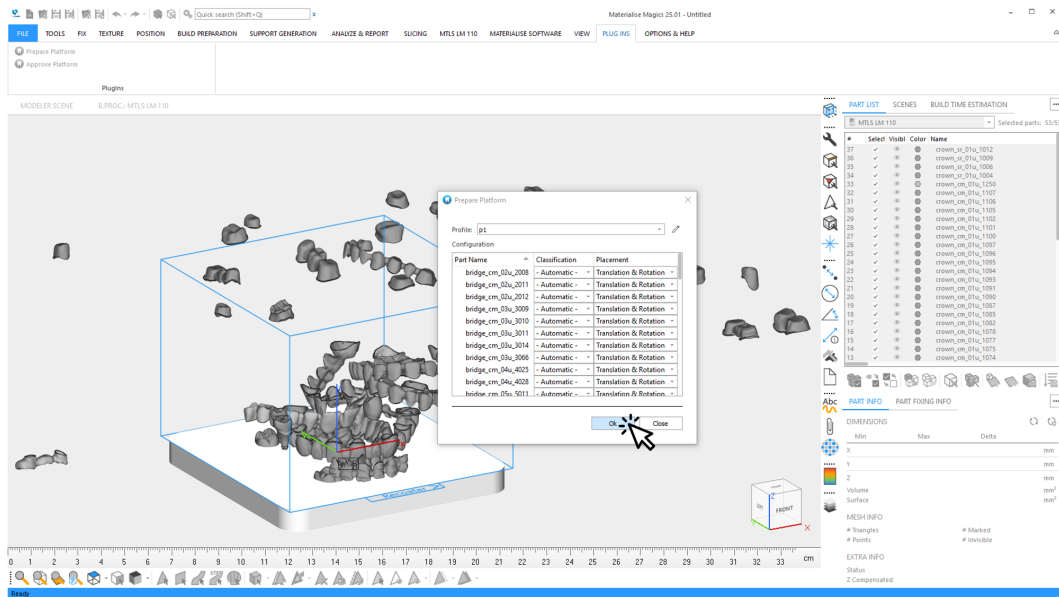 Quick search (Shift+Q)
Materialise Magics 25.01 - Untitled
FILE TOOLS FIX TEXTURE POSITION BUILD PREPARATION SUPPORT GENERATION ANALYZE & REPORT SLICING MTLS LM 110 MATERIALISE SOFTWARE VIEW PLUG INS OPTIONS & HELP
Prepare Platform
Approve Platform
PlugIns
MODELER SCENE B.PROC.: MTLS LM 110
Prepare Platform
Profile: p1
Configuration
Part Name Classification Placement
bridge_cm_02u_2008 - Automatic - Translation & Rotation
bridge_cm_02u_2011 - Automatic - Translation & Rotation
bridge_cm_02u_2012 - Automatic - Translation & Rotation
bridge_cm_03u_3009 - Automatic - Translation & Rotation
bridge_cm_03u_3010 - Automatic - Translation & Rotation
bridge_cm_03u_3011 - Automatic - Translation & Rotation
bridge_cm_03u_3014 - Automatic - Translation & Rotation
bridge_cm_03u_3066 - Automatic - Translation & Rotation
bridge_cm_04u_4025 - Automatic - Translation & Rotation
bridge_cm_04u_4028 - Automatic - Translation & Rotation
bridge_cm_05u_5011 - Automatic - Translation & Rotation
Ok Close
Z
FRONT
X
0 1 2 3 4 5 6 7 8 9 10 11 12 13 14 15 16 17 18 19 20 21 22 23 24 25 26 27 28 29 30 31 32 33 cm
Ready
PART LIST SCENES BUILD TIME ESTIMATION
MTLS LM 110 Selected parts: 53/53
# Select Visibl Color Name
37 crown_sr_01u_1012
36 crown_sr_01u_1009
35 crown_sr_01u_1006
34 crown_sr_01u_1004
33 crown_cm_01u_1250
32 crown_cm_01u_1107
31 crown_cm_01u_1106
30 crown_cm_01u_1105
29 crown_cm_01u_1102
28 crown_cm_01u_1101
27 crown_cm_01u_1100
26 crown_cm_01u_1097
25 crown_cm_01u_1096
24 crown_cm_01u_1095
23 crown_cm_01u_1094
22 crown_cm_01u_1093
21 crown_cm_01u_1091
20 crown_cm_01u_1090
19 crown_cm_01u_1087
18 crown_cm_01u_1085
17 crown_cm_01u_1082
16 crown_cm_01u_1078
15 crown_cm_01u_1077
14 crown_cm_01u_1075
13 crown_cm_01u_1074
Abc
PART INFO PART FIXING INFO
DIMENSIONS
Min Max Delta
X mm
Y mm
Z mm
Volume mm³
Surface mm²
MESH INFO
# Triangles # Marked
# Points # Invisible
EXTRA INFO
Status
Z Compensated